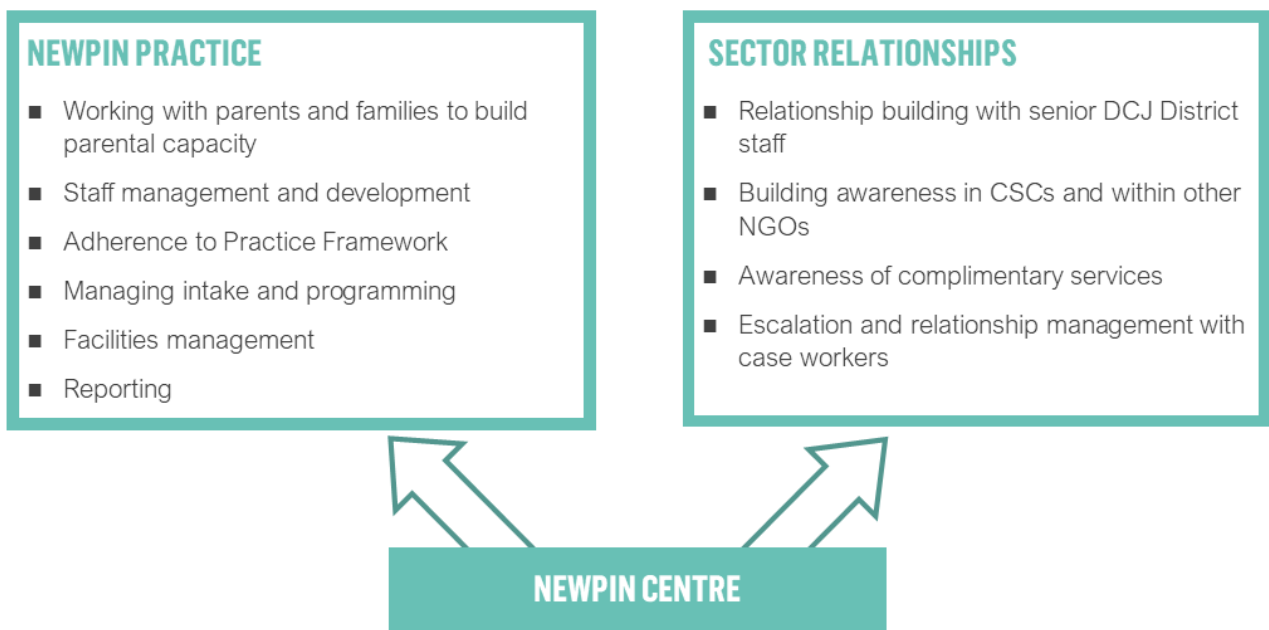 NEWPIN PRACTICE
■ Working with parents and families to build
parental capacity
■ Staff management and development
■ Adherence to Practice Framework
■ Managing intake and programming
■ Facilities management
■ Reporting
SECTOR RELATIONSHIPS
■ Relationship building with senior DCJ District
staff
■ Building awareness in CSCs and within other
NGOs
■ Awareness of complimentary services
■ Escalation and relationship management with
case workers
NEWPIN CENTRE